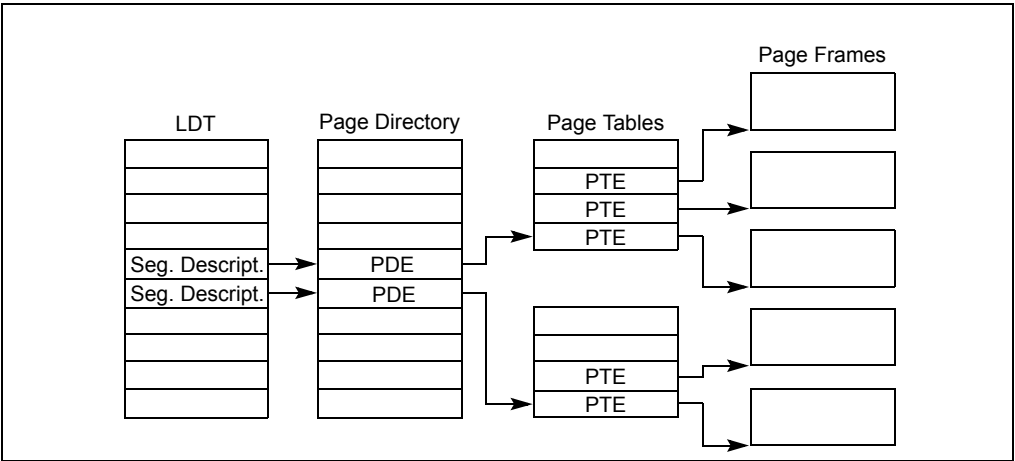 Page Frames
LDT
Page Directory
Page Tables
PTE
PTE
PTE
Seg. Descript.
PDE
Seg. Descript.
PDE
PTE
PTE